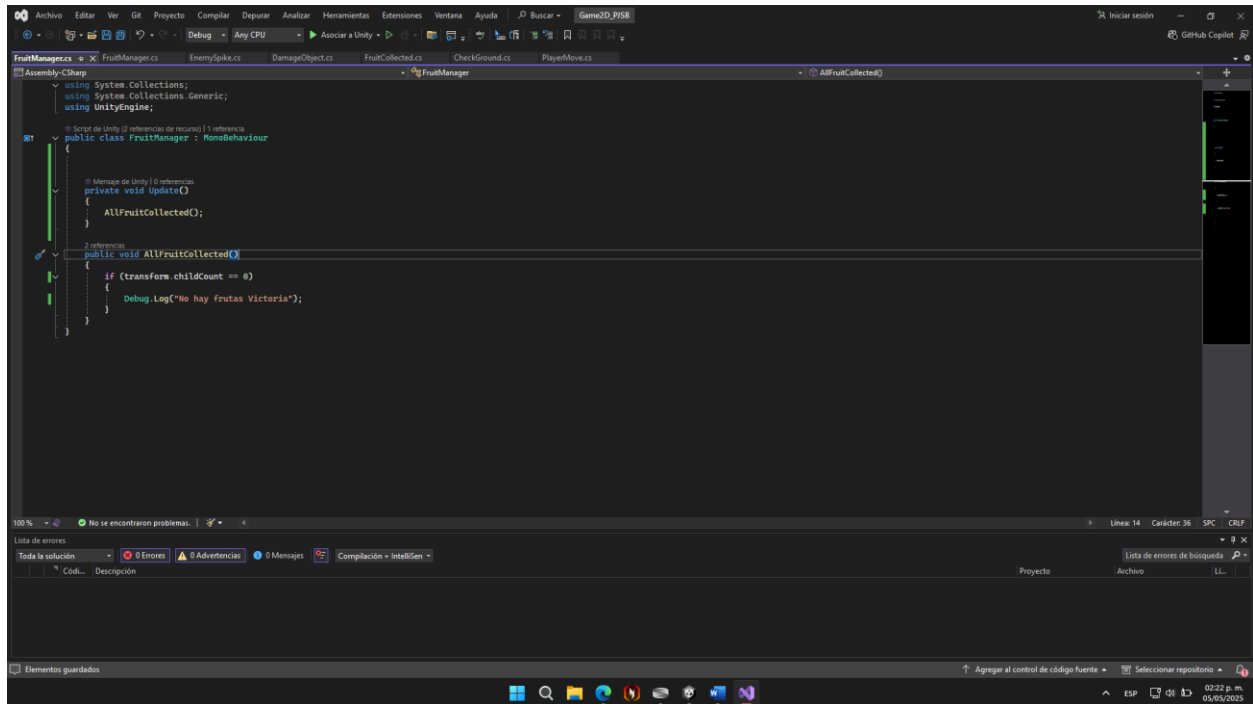 Archivo Editar Ver Git Proyecto Compilar Depurar Analizar Herramientas Extensiones Ventana Ayuda Buscar Game2D_PJSB Iniciar sesión
Debug Any CPU Asociar a Unity GitHub Copilot
FruitManager.cs FruitManager.cs EnemySpike.cs DamageObject.cs FruitCollected.cs CheckGround.cs PlayerMove.cs
Assembly-CSharp FruitManager AllFruitCollected()
using System.Collections;
using System.Collections.Generic;
using UnityEngine;
Script de Unity (2 referencias de recurso) | 1 referencia
public class FruitManager : MonoBehaviour
{
Mensaje de Unity | 0 referencias
private void Update()
{
AllFruitCollected();
}
2 referencias
public void AllFruitCollected()
{
if (transform.childCount == 0)
{
Debug.Log("No hay frutas Victoria");
}
}
}
100 % No se encontraron problemas. Línea: 14 Carácter: 36 SPC CRLF
Lista de errores
Toda la solución 0 Errores 0 Advertencias 0 Mensajes Compilación + IntelliSen Lista de errores de búsqueda
Códi... Descripción Proyecto Archivo Lí...
Elementos guardados Agregar al control de código fuente Seleccionar repositorio
ESP 02:22 p. m.
05/05/2025